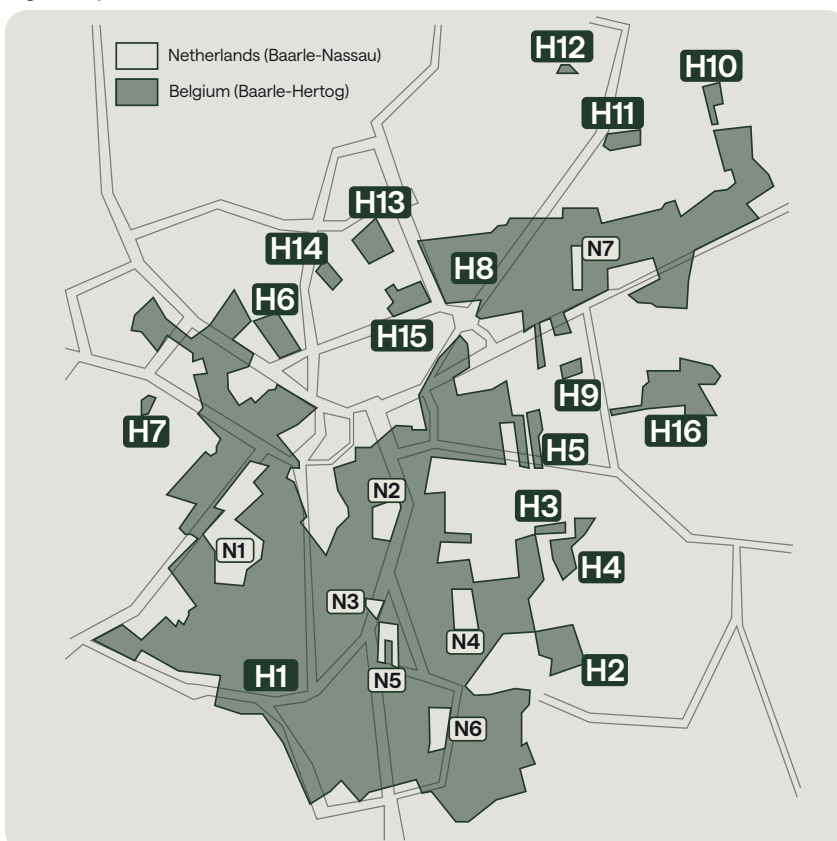 Netherlands (Baarle-Nassau)
Belgium (Baarle-Hertog)
H12
H10
H11
H13
H14
H8
N7
H6
H15
H9
H7
H16
H5
N2
H3
N1
H4
N3
N4
H2
H1
N5
N6